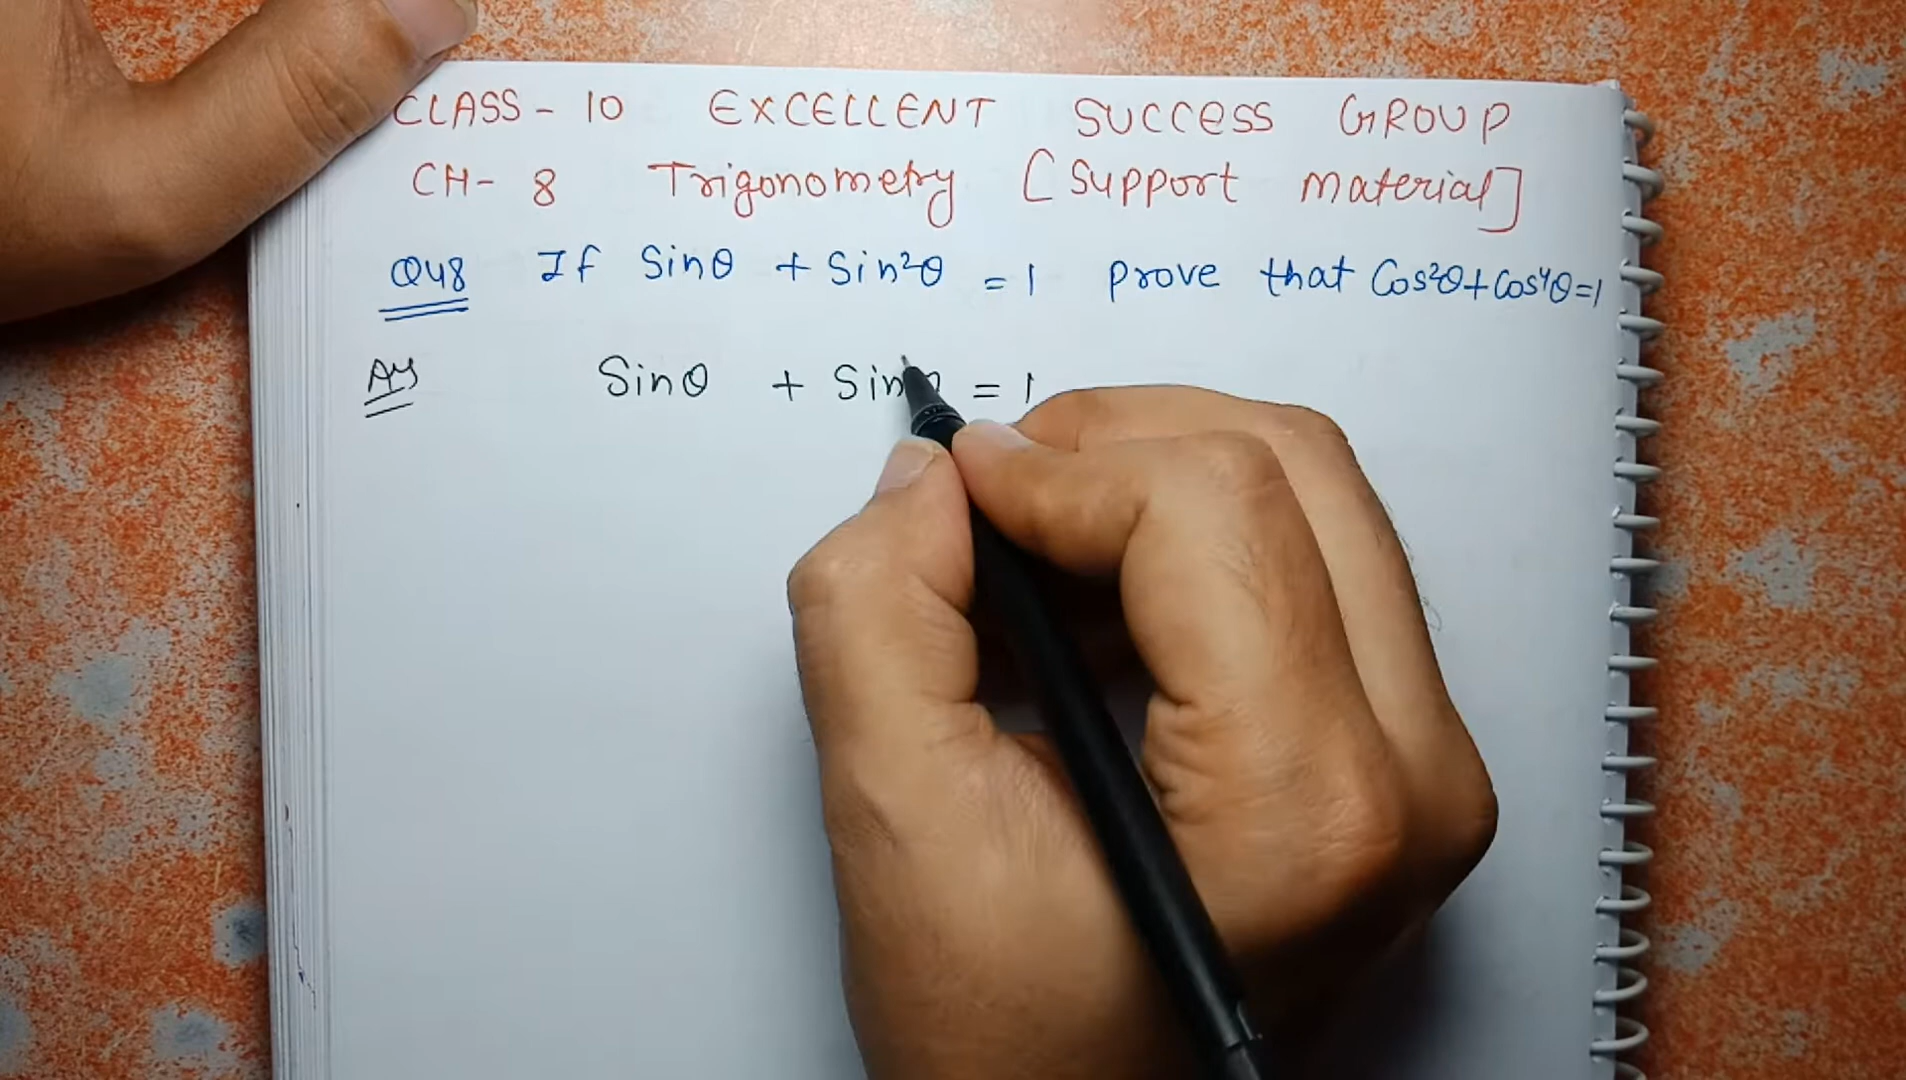 CLASS - 10 EXCELLENT SUCCESS GROUP
CH- 8 Trigonometry [Support material]
Q48 If Sinθ + Sin²θ = 1 prove that Cos²θ+Cos⁴θ=1
Ans Sinθ + Sin = 1